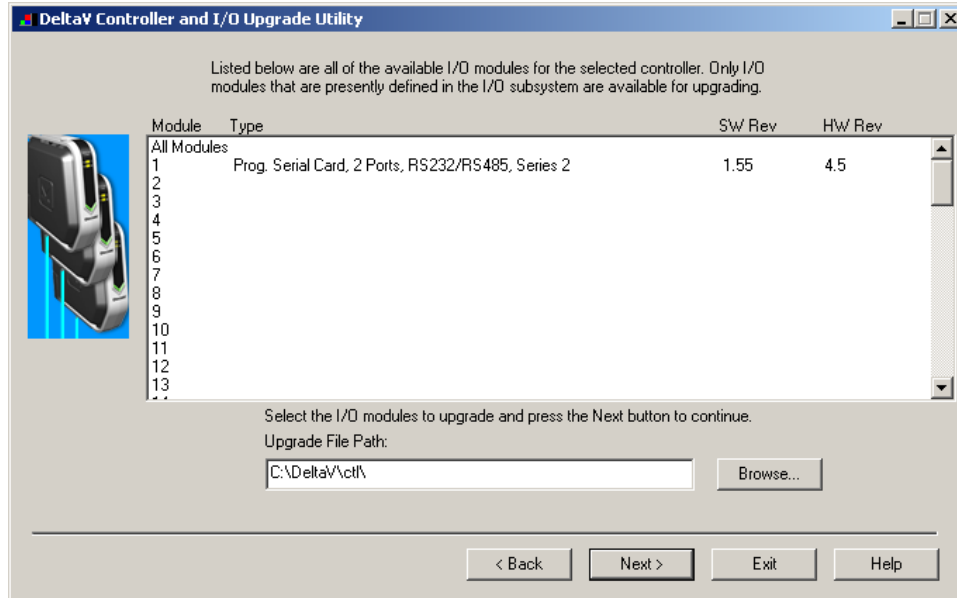 DeltaV Controller and I/O Upgrade Utility
Listed below are all of the available I/O modules for the selected controller. Only I/O
modules that are presently defined in the I/O subsystem are available for upgrading.
Module Type SW Rev HW Rev
All Modules
1 Prog. Serial Card, 2 Ports, RS232/RS485, Series 2 1.55 4.5
2
3
4
5
6
7
8
9
10
11
12
13
Select the I/O modules to upgrade and press the Next button to continue.
Upgrade File Path:
C:\DeltaV\ctl\ Browse...
< Back Next > Exit Help